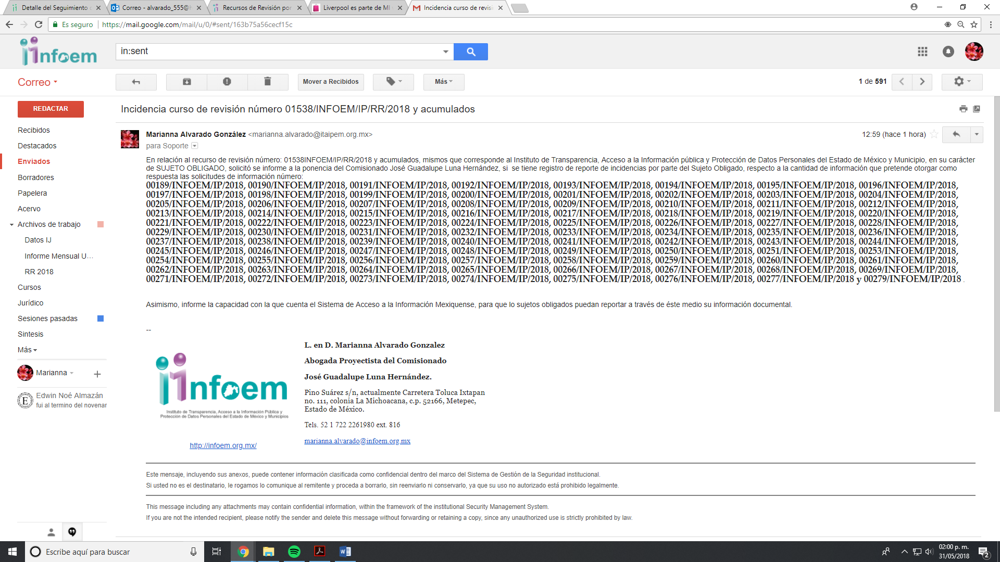 Detalle del Seguimiento
Correo - alvarado_555@
Recursos de Revisión por
Liverpool es parte de MI
Incidencia curso de revisi
Es seguro
https://mail.google.com/mail/u/0/#sent/163b75a56cecf15c
infoem
in:sent
Correo
Mover a Recibidos
Más
1 de 591
REDACTAR
Recibidos
Destacados
Enviados
Borradores
Papelera
Acervo
Archivos de trabajo
Datos IJ
Informe Mensual U...
RR 2018
Cursos
Jurídico
Sesiones pasadas
Sintesis
Más
Marianna
Edwin Noé Almazán
fui al termino del novenar
Incidencia curso de revisión número 01538/INFOEM/IP/RR/2018 y acumulados
Marianna Alvarado González <marianna.alvarado@itaipem.org.mx>
12:59 (hace 1 hora)
para Soporte
En relación al recurso de revisión número: 01538INFOEM/IP/RR/2018 y acumulados, mismos que corresponde al Instituto de Transparencia, Acceso a la Información pública y Protección de Datos Personales del Estado de México y Municipio, en su carácter
de SUJETO OBLIGADO, solicitó se informe a la ponencia del Comisionado José Guadalupe Luna Hernández, si se tiene registro de reporte de incidencias por parte del Sujeto Obligado, respecto a la cantidad de información que pretende otorgar como
respuesta las solicitudes de información número:
00189/INFOEM/IP/2018, 00190/INFOEM/IP/2018, 00191/INFOEM/IP/2018, 00192/INFOEM/IP/2018, 00193/INFOEM/IP/2018, 00194/INFOEM/IP/2018, 00195/INFOEM/IP/2018, 00196/INFOEM/IP/2018,
00197/INFOEM/IP/2018, 00198/INFOEM/IP/2018, 00199/INFOEM/IP/2018, 00200/INFOEM/IP/2018, 00201/INFOEM/IP/2018, 00202/INFOEM/IP/2018, 00203/INFOEM/IP/2018, 00204/INFOEM/IP/2018,
00205/INFOEM/IP/2018, 00206/INFOEM/IP/2018, 00207/INFOEM/IP/2018, 00208/INFOEM/IP/2018, 00209/INFOEM/IP/2018, 00210/INFOEM/IP/2018, 00211/INFOEM/IP/2018, 00212/INFOEM/IP/2018,
00213/INFOEM/IP/2018, 00214/INFOEM/IP/2018, 00215/INFOEM/IP/2018, 00216/INFOEM/IP/2018, 00217/INFOEM/IP/2018, 00218/INFOEM/IP/2018, 00219/INFOEM/IP/2018, 00220/INFOEM/IP/2018,
00221/INFOEM/IP/2018, 00222/INFOEM/IP/2018, 00223/INFOEM/IP/2018, 00224/INFOEM/IP/2018, 00225/INFOEM/IP/2018, 00226/INFOEM/IP/2018, 00227/INFOEM/IP/2018, 00228/INFOEM/IP/2018,
00229/INFOEM/IP/2018, 00230/INFOEM/IP/2018, 00231/INFOEM/IP/2018, 00232/INFOEM/IP/2018, 00233/INFOEM/IP/2018, 00234/INFOEM/IP/2018, 00235/INFOEM/IP/2018, 00236/INFOEM/IP/2018,
00237/INFOEM/IP/2018, 00238/INFOEM/IP/2018, 00239/INFOEM/IP/2018, 00240/INFOEM/IP/2018, 00241/INFOEM/IP/2018, 00242/INFOEM/IP/2018, 00243/INFOEM/IP/2018, 00244/INFOEM/IP/2018,
00245/INFOEM/IP/2018, 00246/INFOEM/IP/2018, 00247/INFOEM/IP/2018, 00248/INFOEM/IP/2018, 00249/INFOEM/IP/2018, 00250/INFOEM/IP/2018, 00251/INFOEM/IP/2018, 00253/INFOEM/IP/2018,
00254/INFOEM/IP/2018, 00255/INFOEM/IP/2018, 00256/INFOEM/IP/2018, 00257/INFOEM/IP/2018, 00258/INFOEM/IP/2018, 00259/INFOEM/IP/2018, 00260/INFOEM/IP/2018, 00261/INFOEM/IP/2018,
00262/INFOEM/IP/2018, 00263/INFOEM/IP/2018, 00264/INFOEM/IP/2018, 00265/INFOEM/IP/2018, 00266/INFOEM/IP/2018, 00267/INFOEM/IP/2018, 00268/INFOEM/IP/2018, 00269/INFOEM/IP/2018,
00271/INFOEM/IP/2018, 00272/INFOEM/IP/2018, 00273/INFOEM/IP/2018, 00274/INFOEM/IP/2018, 00275/INFOEM/IP/2018, 00276/INFOEM/IP/2018, 00277/INFOEM/IP/2018 y 00279/INFOEM/IP/2018 .
Asimismo, informe la capacidad con la que cuenta el Sistema de Acceso a la Información Mexiquense, para que lo sujetos obligados puedan reportar a través de éste medio su información documental.
--
infoem
Instituto de Transparencia, Acceso a la Información Pública y
Protección de Datos Personales del Estado de México y Municipios
http://infoem.org.mx/
L. en D. Marianna Alvarado Gonzalez
Abogada Proyectista del Comisionado
José Guadalupe Luna Hernández.
Pino Suárez s/n, actualmente Carretera Toluca Ixtapan
no. 111, colonia La Michoacana, c.p. 52166, Metepec,
Estado de México.
Tels. 52 1 722 2261980 ext. 816
marianna.alvarado@infoem.org.mx
Este mensaje, incluyendo sus anexos, puede contener información clasificada como confidencial dentro del marco del Sistema de Gestión de la Seguridad institucional.
Si usted no es el destinatario, le rogamos lo comunique al remitente y proceda a borrarlo, sin reenviarlo ni conservarlo, ya que su uso no autorizado está prohibido legalmente.
This message including any attachments may contain confidential information, within the framework of the institutional Security Management System.
If you are not the intended recipient, please notify the sender and delete this message without forwarding or retaining a copy, since any unauthorized use is strictly prohibited by law.
Escribe aquí para buscar
02:00 p. m.
31/05/2018
2